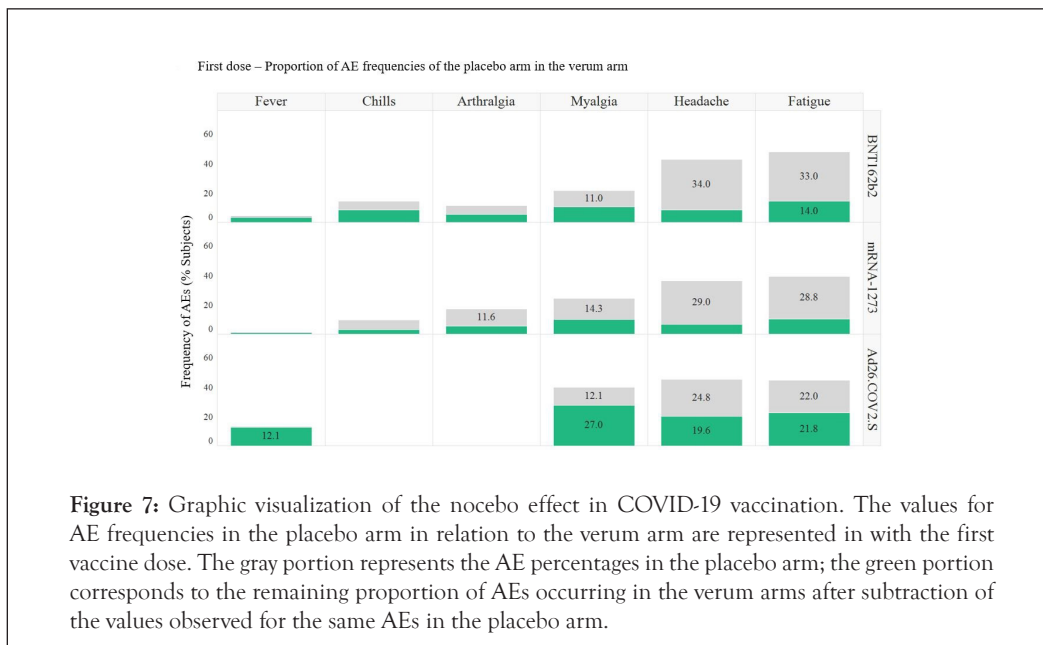 First dose – Proportion of AE frequencies of the placebo arm in the verum arm
Fever Chills Arthralgia Myalgia Headache Fatigue
Frequency of AEs (% Subjects)
60
40
20
0
11.0
34.0
33.0
14.0
BNT162b2
60
40
20
0
11.6
14.3
29.0
28.8
mRNA-1273
60
40
20
0
12.1
12.1
27.0
24.8
19.6
22.0
21.8
Ad26.COV2.S
Figure 7: Graphic visualization of the nocebo effect in COVID-19 vaccination. The values for
AE frequencies in the placebo arm in relation to the verum arm are represented in with the first
vaccine dose. The gray portion represents the AE percentages in the placebo arm; the green portion
corresponds to the remaining proportion of AEs occurring in the verum arms after subtraction of
the values observed for the same AEs in the placebo arm.